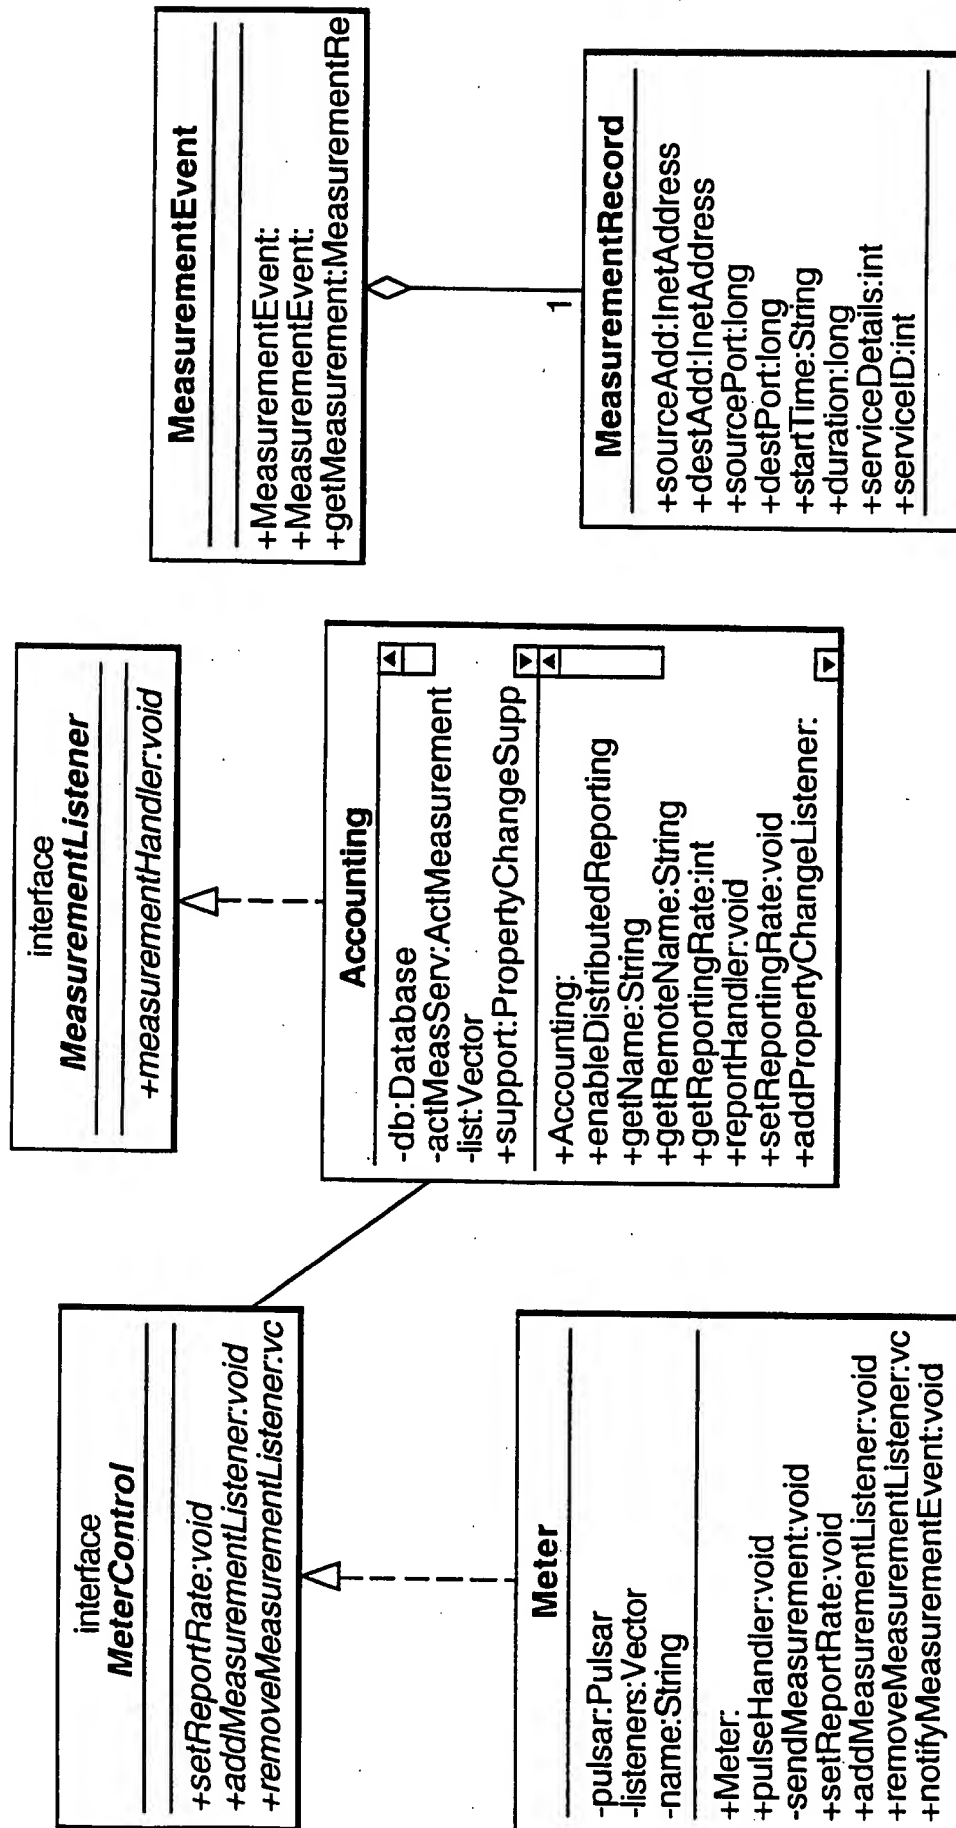 interface
MeterControl
+setReportRate:void
+addMeasurementListener:void
+removeMeasurementListener:vc
Meter
-pulsar:Pulsar
-listeners:Vector
-name:String
+Meter:
+pulseHandler:void
-sendMeasurement:void
+setReportRate:void
+addMeasurementListener:void
+removeMeasurementListener:vc
+notifyMeasurementEvent:void
interface
MeasurementListener
+measurementHandler:void
Accounting
-db:Database
-actMeasServ:ActMeasurement
-list:Vector
+support:PropertyChangeSupp
+Accounting:
+enableDistributedReporting
+getName:String
+getRemoteName:String
+getReportingRate:int
+reportHandler:void
+setReportingRate:void
+addPropertyChangeListener:
MeasurementEvent
+MeasurementEvent:
+MeasurementEvent:
+getMeasurement:MeasurementRe
1
MeasurementRecord
+sourceAdd:InetAddress
+destAdd:InetAddress
+sourcePort:long
+destPort:long
+startTime:String
+duration:long
+serviceDetails:int
+serviceID:int